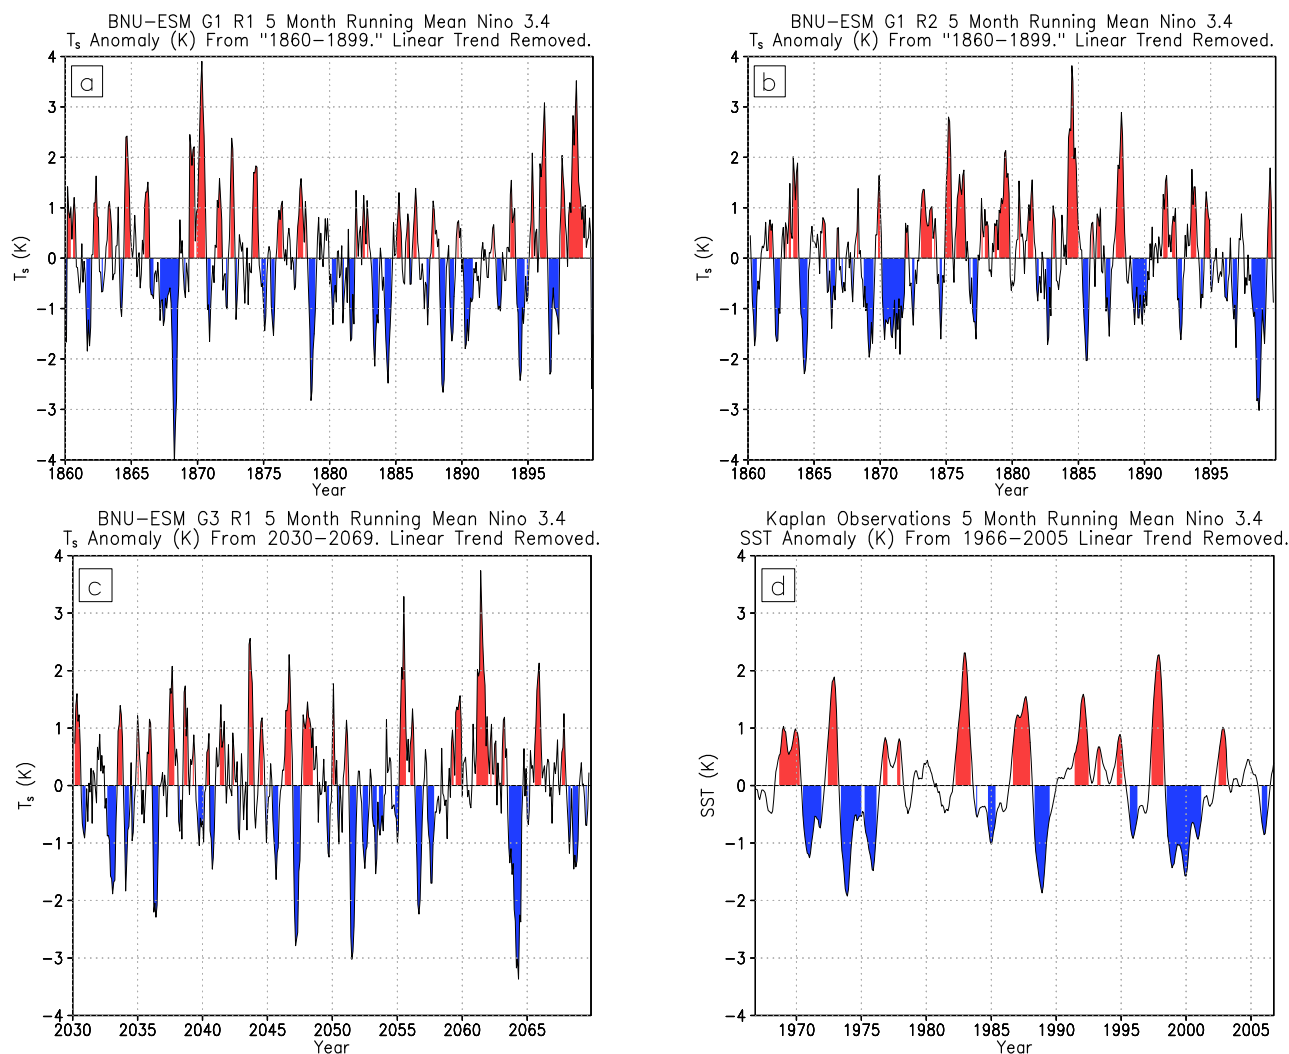 BNU-ESM G1 R1 5 Month Running Mean Nino 3.4
Ts Anomaly (K) From "1860-1899." Linear Trend Removed.
a
4
3
2
1
0
-1
-2
-3
-4
Ts (K)
1860 1865 1870 1875 1880 1885 1890 1895
Year
BNU-ESM G1 R2 5 Month Running Mean Nino 3.4
Ts Anomaly (K) From "1860-1899." Linear Trend Removed.
b
4
3
2
1
0
-1
-2
-3
-4
Ts (K)
1860 1865 1870 1875 1880 1885 1890 1895
Year
BNU-ESM G3 R1 5 Month Running Mean Nino 3.4
Ts Anomaly (K) From 2030-2069. Linear Trend Removed.
c
4
3
2
1
0
-1
-2
-3
-4
Ts (K)
2030 2035 2040 2045 2050 2055 2060 2065
Year
Kaplan Observations 5 Month Running Mean Nino 3.4
SST Anomaly (K) From 1966-2005 Linear Trend Removed.
d
4
3
2
1
0
-1
-2
-3
-4
SST (K)
1970 1975 1980 1985 1990 1995 2000 2005
Year